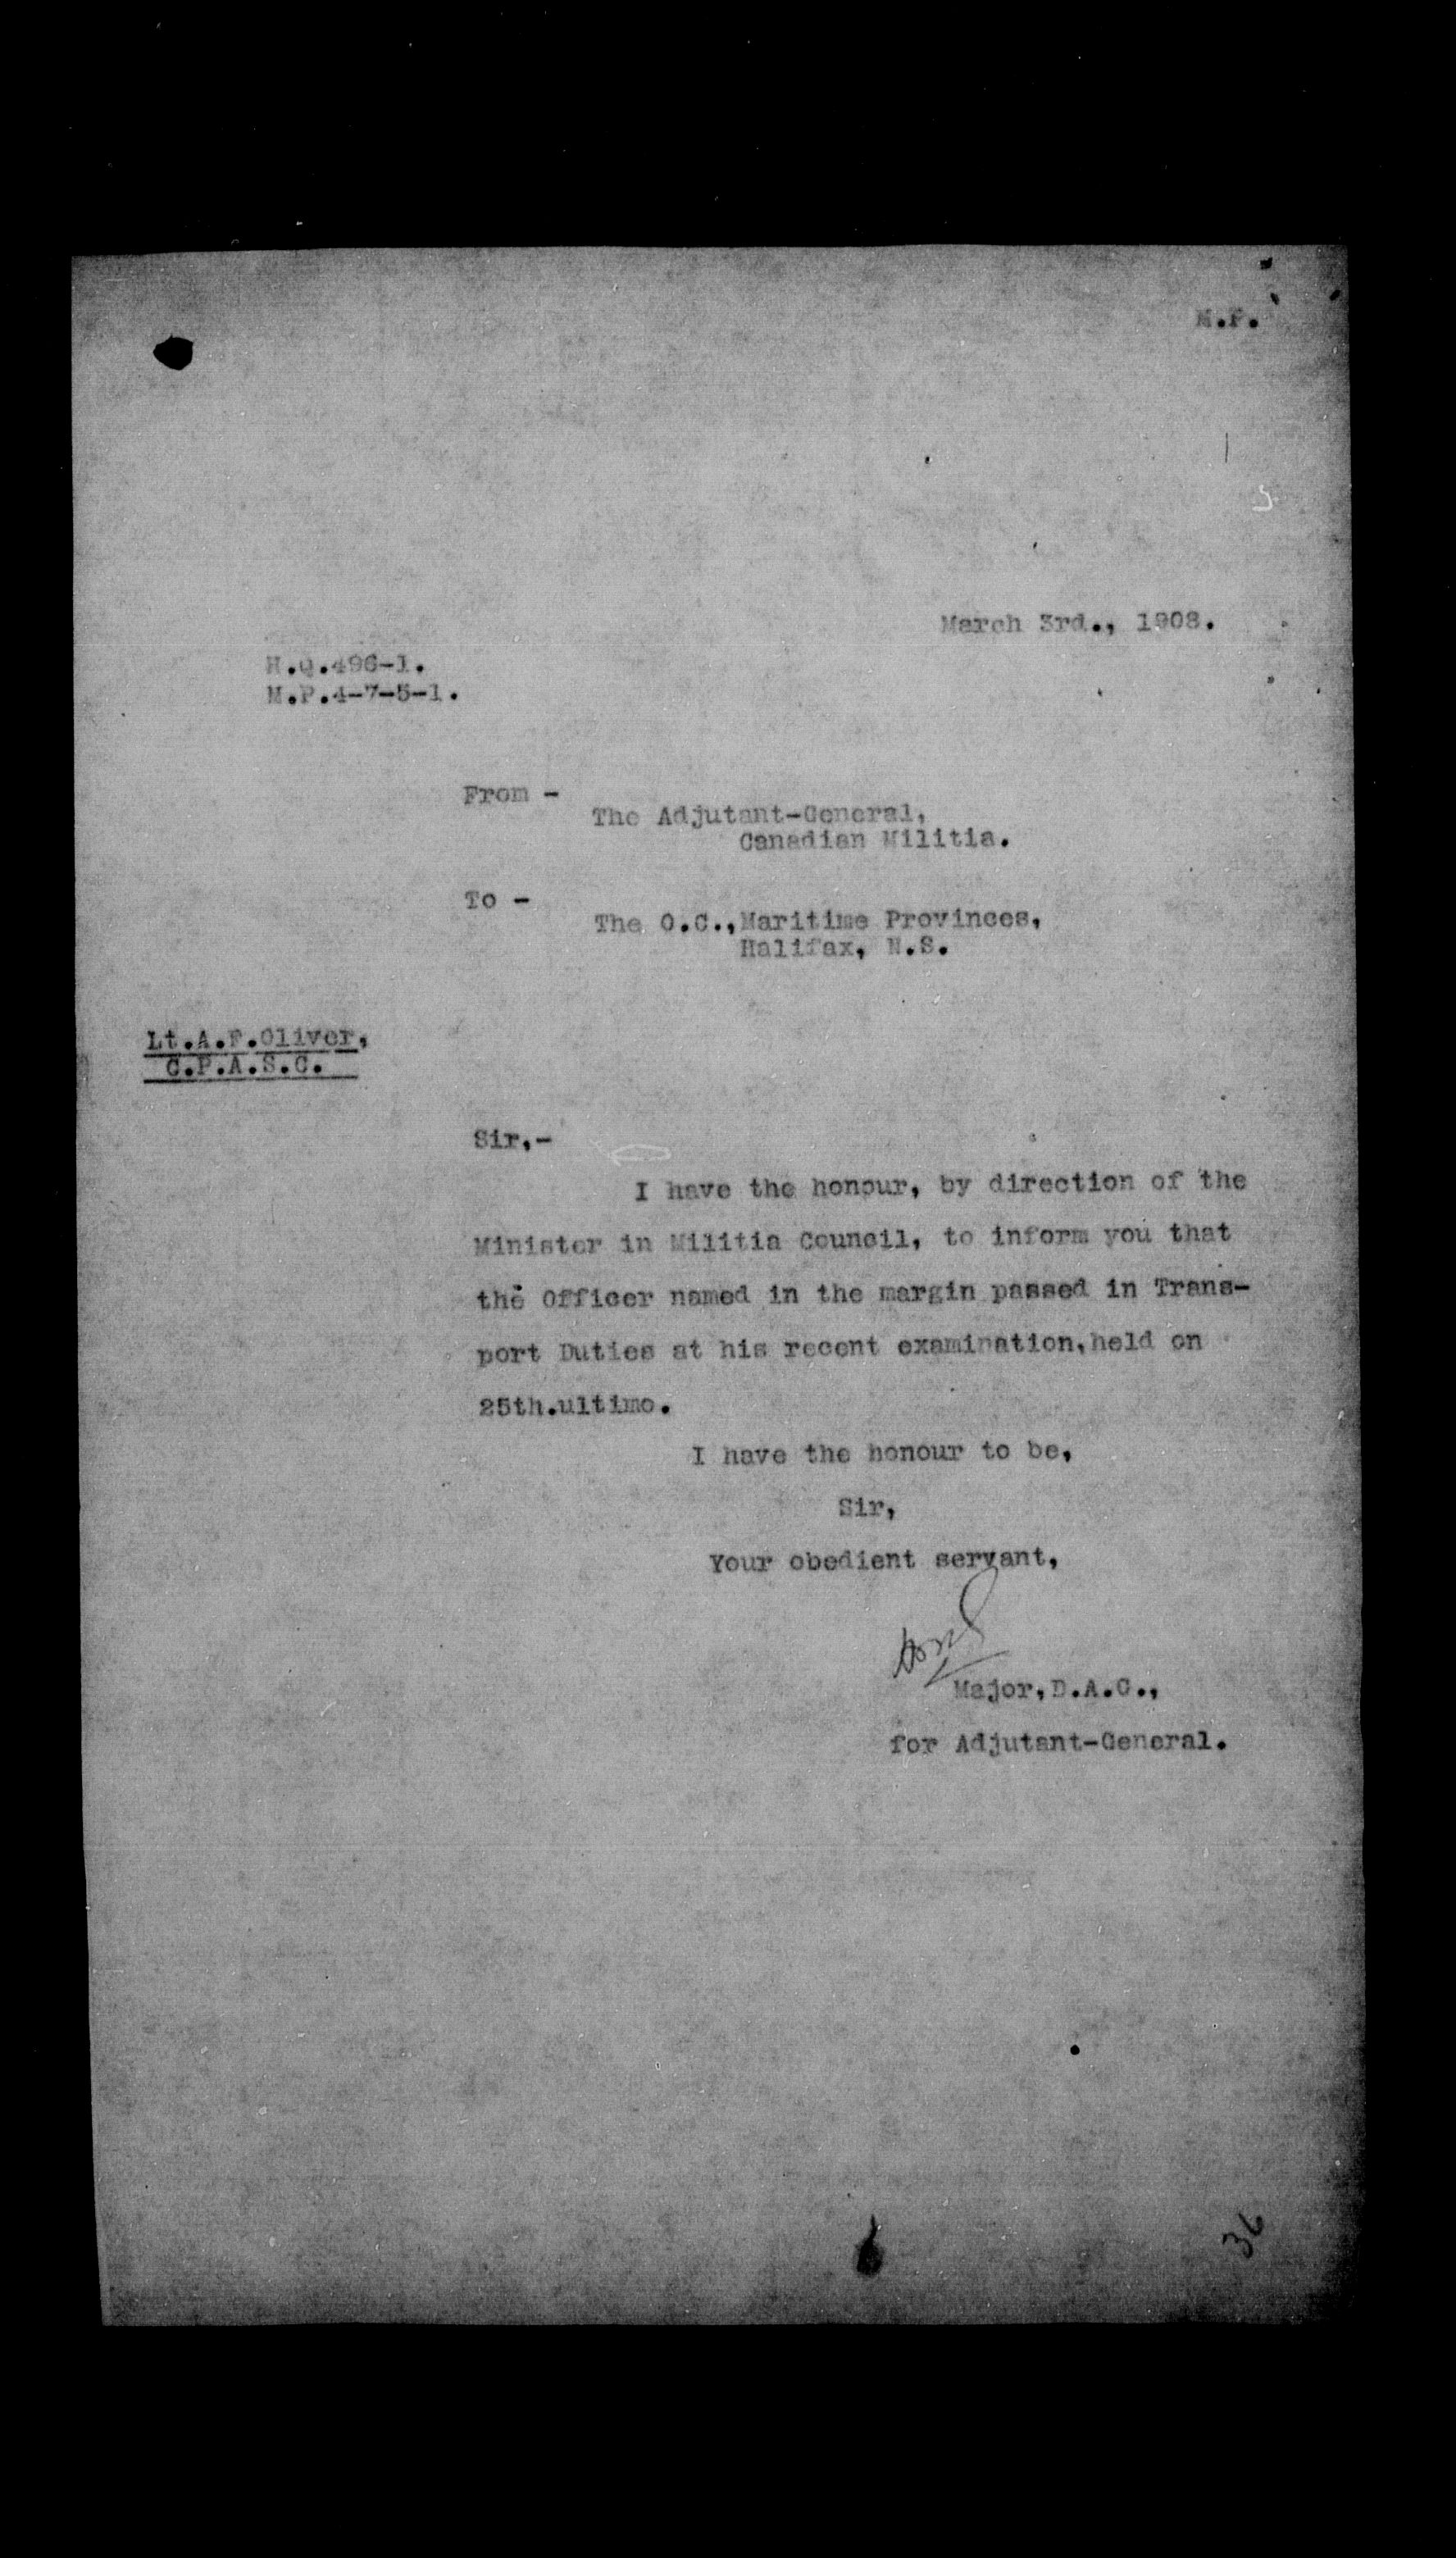 M.P.
March 3rd., 1908.
H.Q.496-1.
M.P.4-7-5-1.
From -
The Adjutant-General,
Canadian Militia.
To -
The O.C.,Maritime Provinces,
Halifax, N.S.
Lt.A.F.Oliver,
C.P.A.S.C.
Sir,-
I have the honour, by direction of the
Minister in Militia Council, to inform you that
the Officer named in the margin passed in Trans-
port Duties at his recent examination,held on
25th.ultimo.
I have the honour to be,
Sir,
Your obedient servant,
Major,D.A.G.,
for Adjutant-General.
36